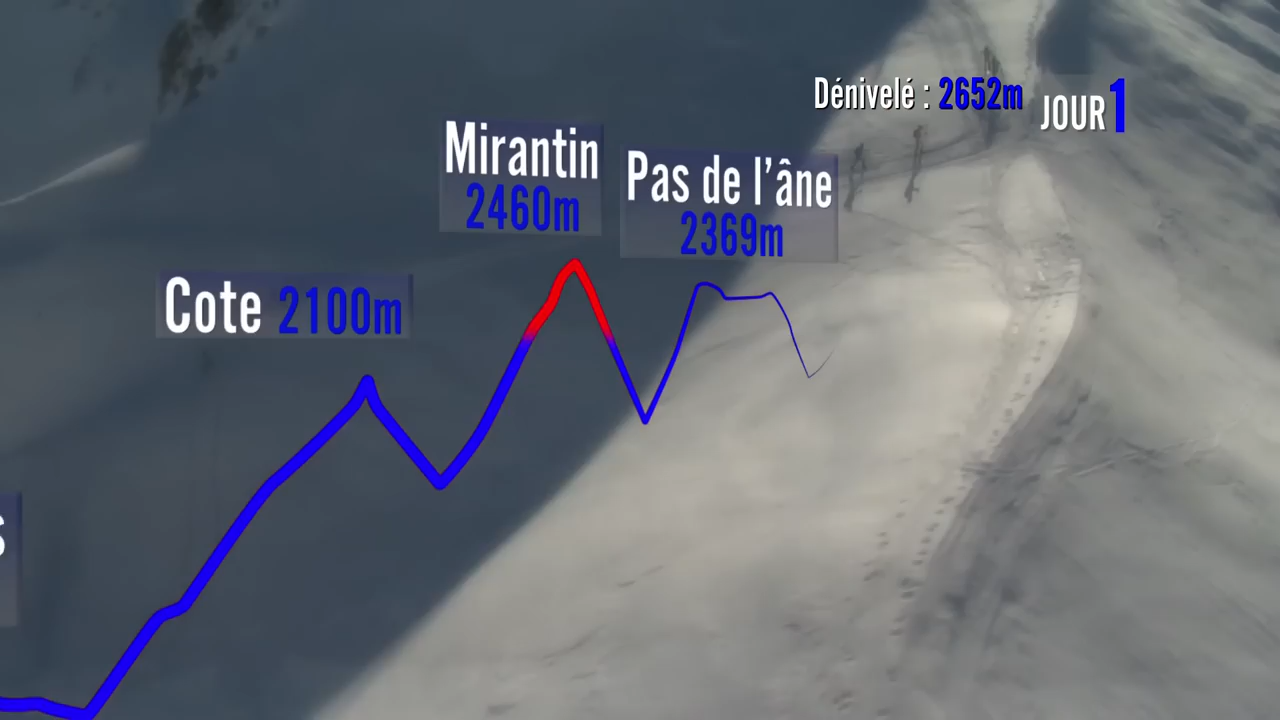 Dénivelé : 2652m JOUR 1
Mirantin
2460m
Pas de l'âne
2369m
Cote 2100m